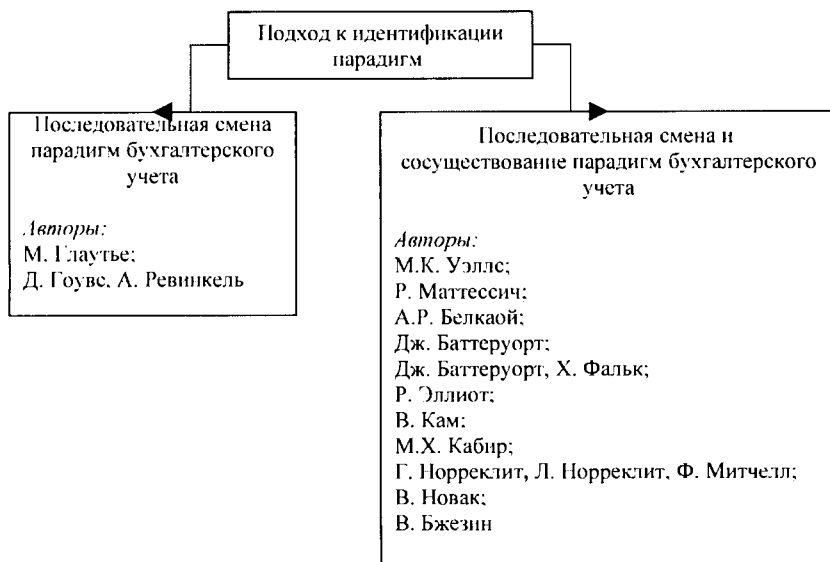 Подход к идентификации
парадигм
Последовательная смена
парадигм бухгалтерского
учета
Авторы:
М. Глаутье;
Д. Гоувс, А. Ревинкель
Последовательная смена и
сосуществование парадигм бухгалтерского
учета
Авторы:
М.К. Уэллс;
Р. Маттессич;
А.Р. Белкаой;
Дж. Баттеруорт;
Дж. Баттеруорт, Х. Фальк;
Р. Эллиот;
В. Кам;
М.Х. Кабир;
Г. Норреклит, Л. Норреклит, Ф. Митчелл;
В. Новак;
В. Бжезин